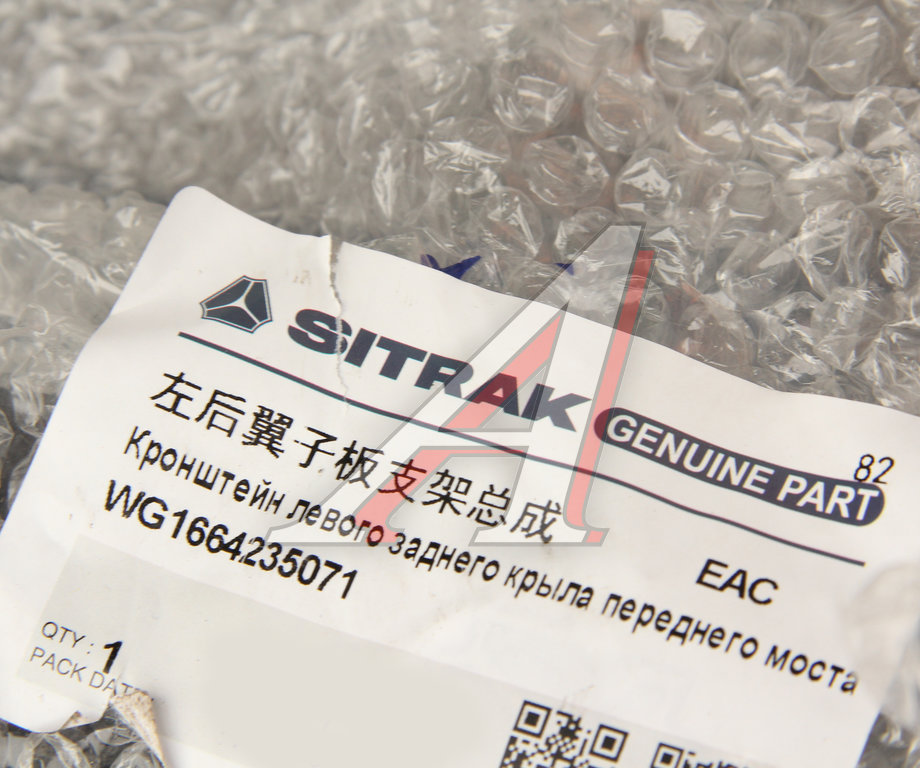 SITRAK
GENUINE PART
82
左后翼子板支架总成
EAC
Кронштейн левого заднего крыла переднего моста
WG1664235071
QTY : 1
PACK DATE